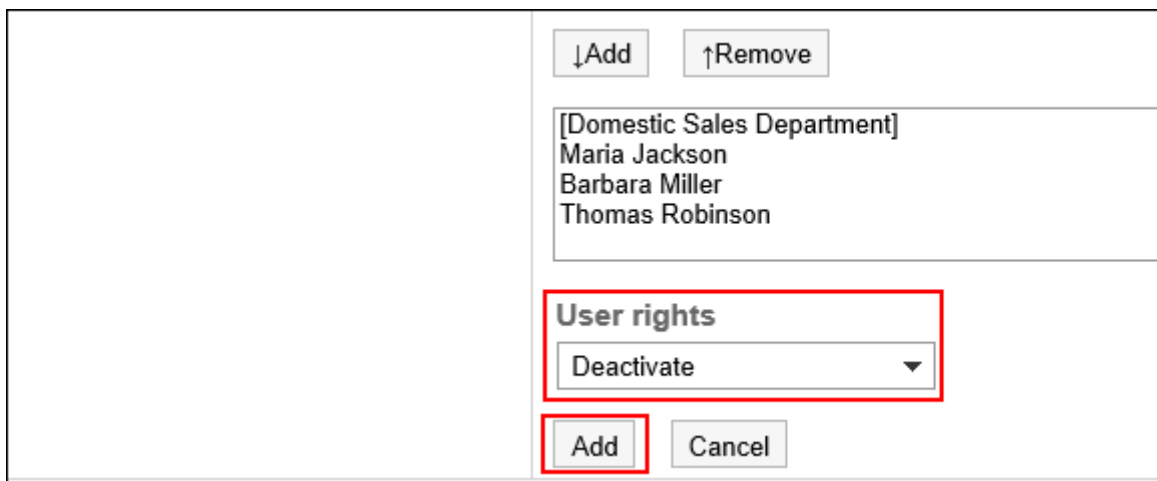 ↓Add ↑Remove
[Domestic Sales Department]
Maria Jackson
Barbara Miller
Thomas Robinson
User rights
Deactivate
Add Cancel